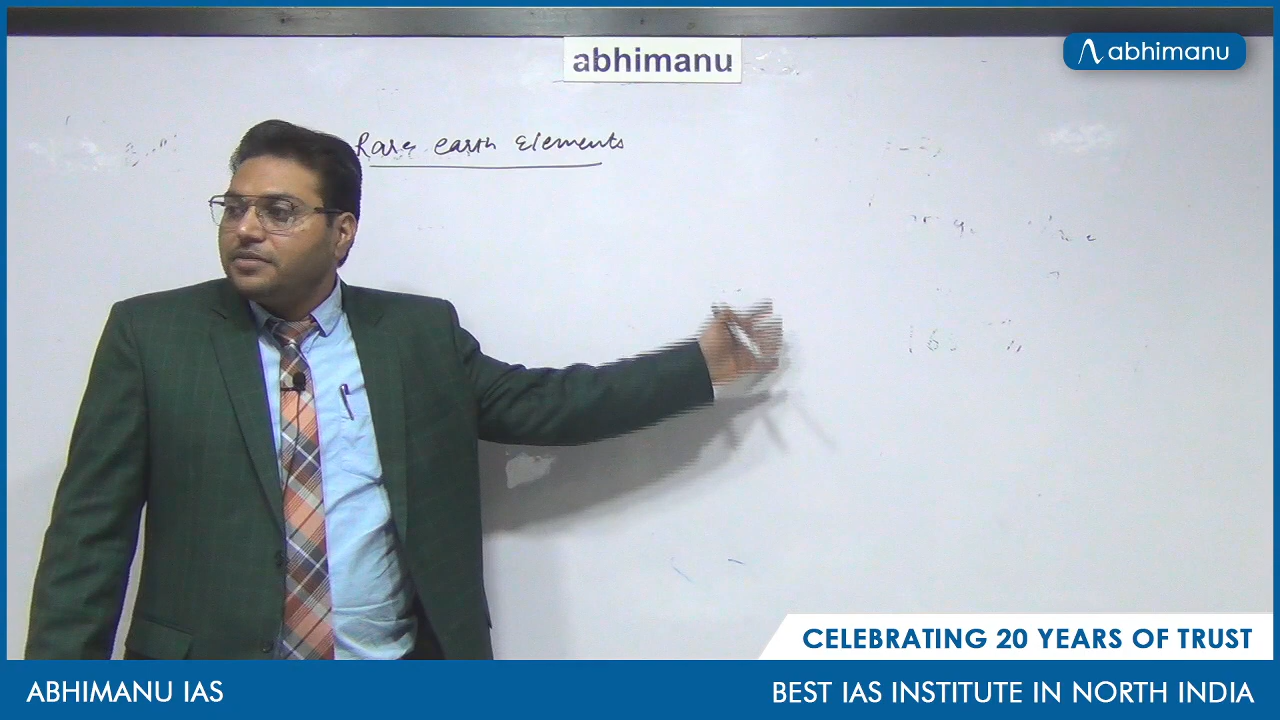 abhimanu
abhimanu
Rare earth Elements
CELEBRATING 20 YEARS OF TRUST
ABHIMANU IAS
BEST IAS INSTITUTE IN NORTH INDIA